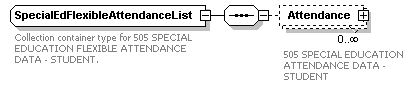 SpecialEdFlexibleAttendanceList
Attendance
0..∞
Collection container type for 505 SPECIAL
EDUCATION FLEXIBLE ATTENDANCE
DATA - STUDENT.
505 SPECIAL EDUCATION
ATTENDANCE DATA -
STUDENT